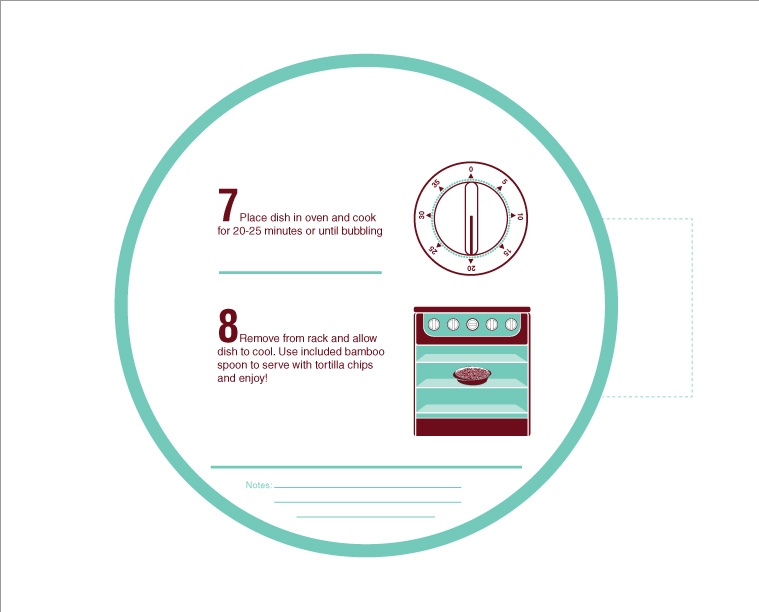 7 Place dish in oven and cook
for 20-25 minutes or until bubbling
0
5
10
15
20
25
30
35
8 Remove from rack and allow
dish to cool. Use included bamboo
spoon to serve with tortilla chips
and enjoy!
Notes: